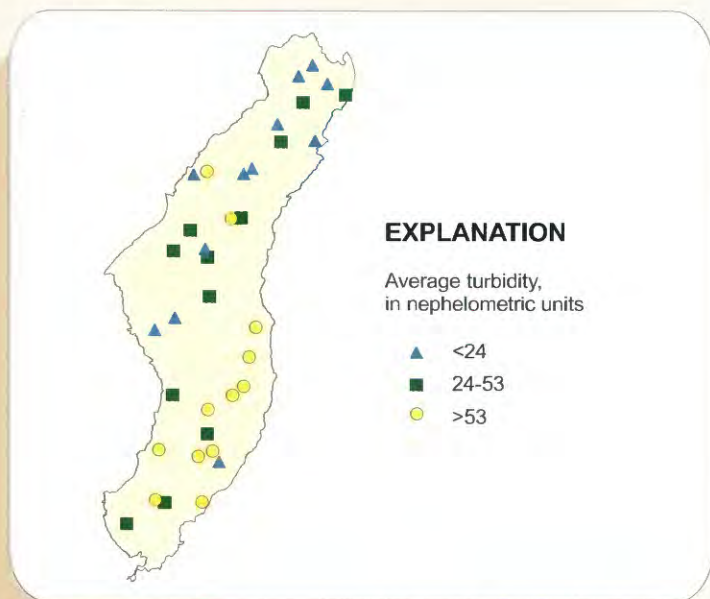 EXPLANATION
Average turbidity,
in nephelometric units
<24
24-53
>53